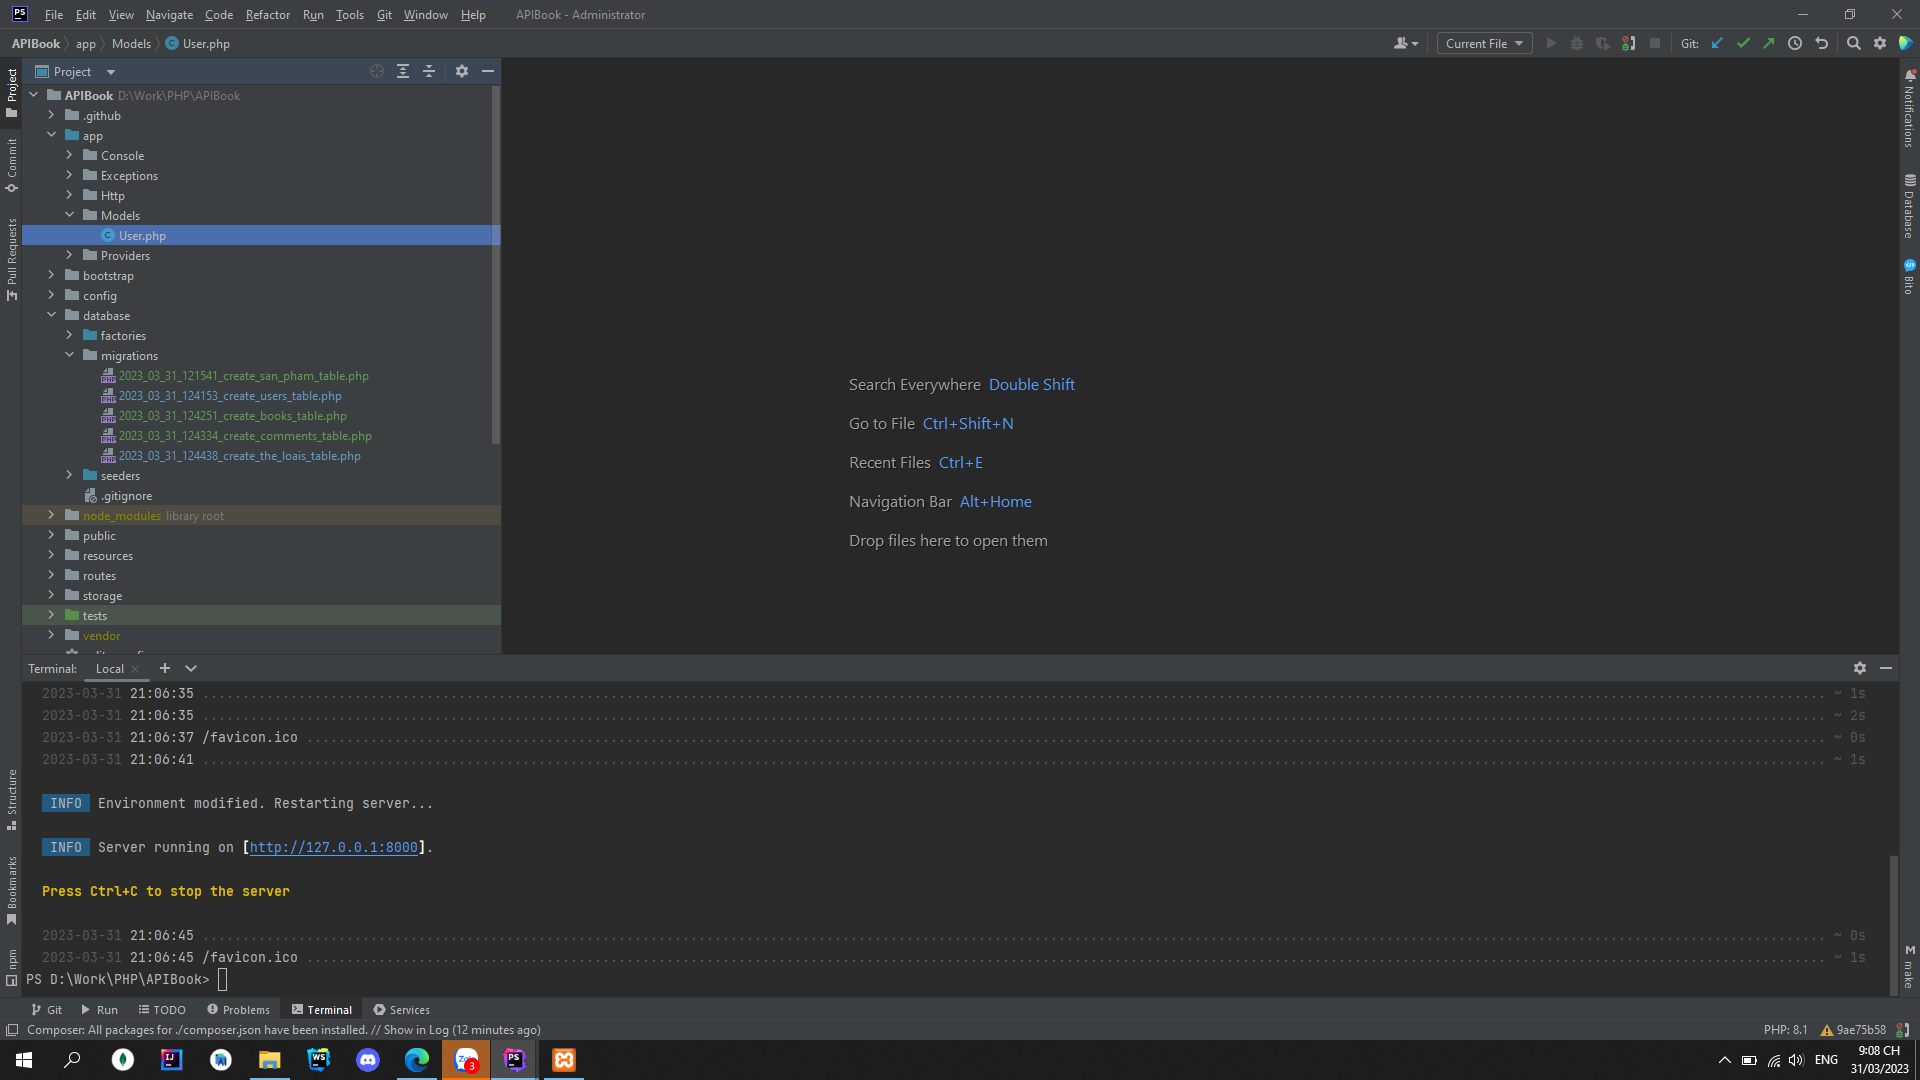 PS File Edit View Navigate Code Refactor Run Tools Git Window Help APIBook - Administrator
APIBook app Models User.php Current File Git:
Project
Commit
Pull Requests
Structure
Bookmarks
npm
Project
APIBook D:\Work\PHP\APIBook
.github
app
Console
Exceptions
Http
Models
User.php
Providers
bootstrap
config
database
factories
migrations
2023_03_31_121541_create_san_pham_table.php
2023_03_31_124153_create_users_table.php
2023_03_31_124251_create_books_table.php
2023_03_31_124334_create_comments_table.php
2023_03_31_124438_create_the_loais_table.php
seeders
.gitignore
node_modules library root
public
resources
routes
storage
tests
vendor
Search Everywhere Double Shift
Go to File Ctrl+Shift+N
Recent Files Ctrl+E
Navigation Bar Alt+Home
Drop files here to open them
Notifications
Database
Bito
make
Terminal: Local
2023-03-31 21:06:35 ~ 1s
2023-03-31 21:06:35 ~ 2s
2023-03-31 21:06:37 /favicon.ico ~ 0s
2023-03-31 21:06:41 ~ 1s
INFO Environment modified. Restarting server...
INFO Server running on [http://127.0.0.1:8000].
Press Ctrl+C to stop the server
2023-03-31 21:06:45 ~ 0s
2023-03-31 21:06:45 /favicon.ico ~ 1s
PS D:\Work\PHP\APIBook>
Git Run TODO Problems Terminal Services
Composer: All packages for ./composer.json have been installed. // Show in Log (12 minutes ago) PHP: 8.1 9ae75b58
ENG 9:08 CH
31/03/2023